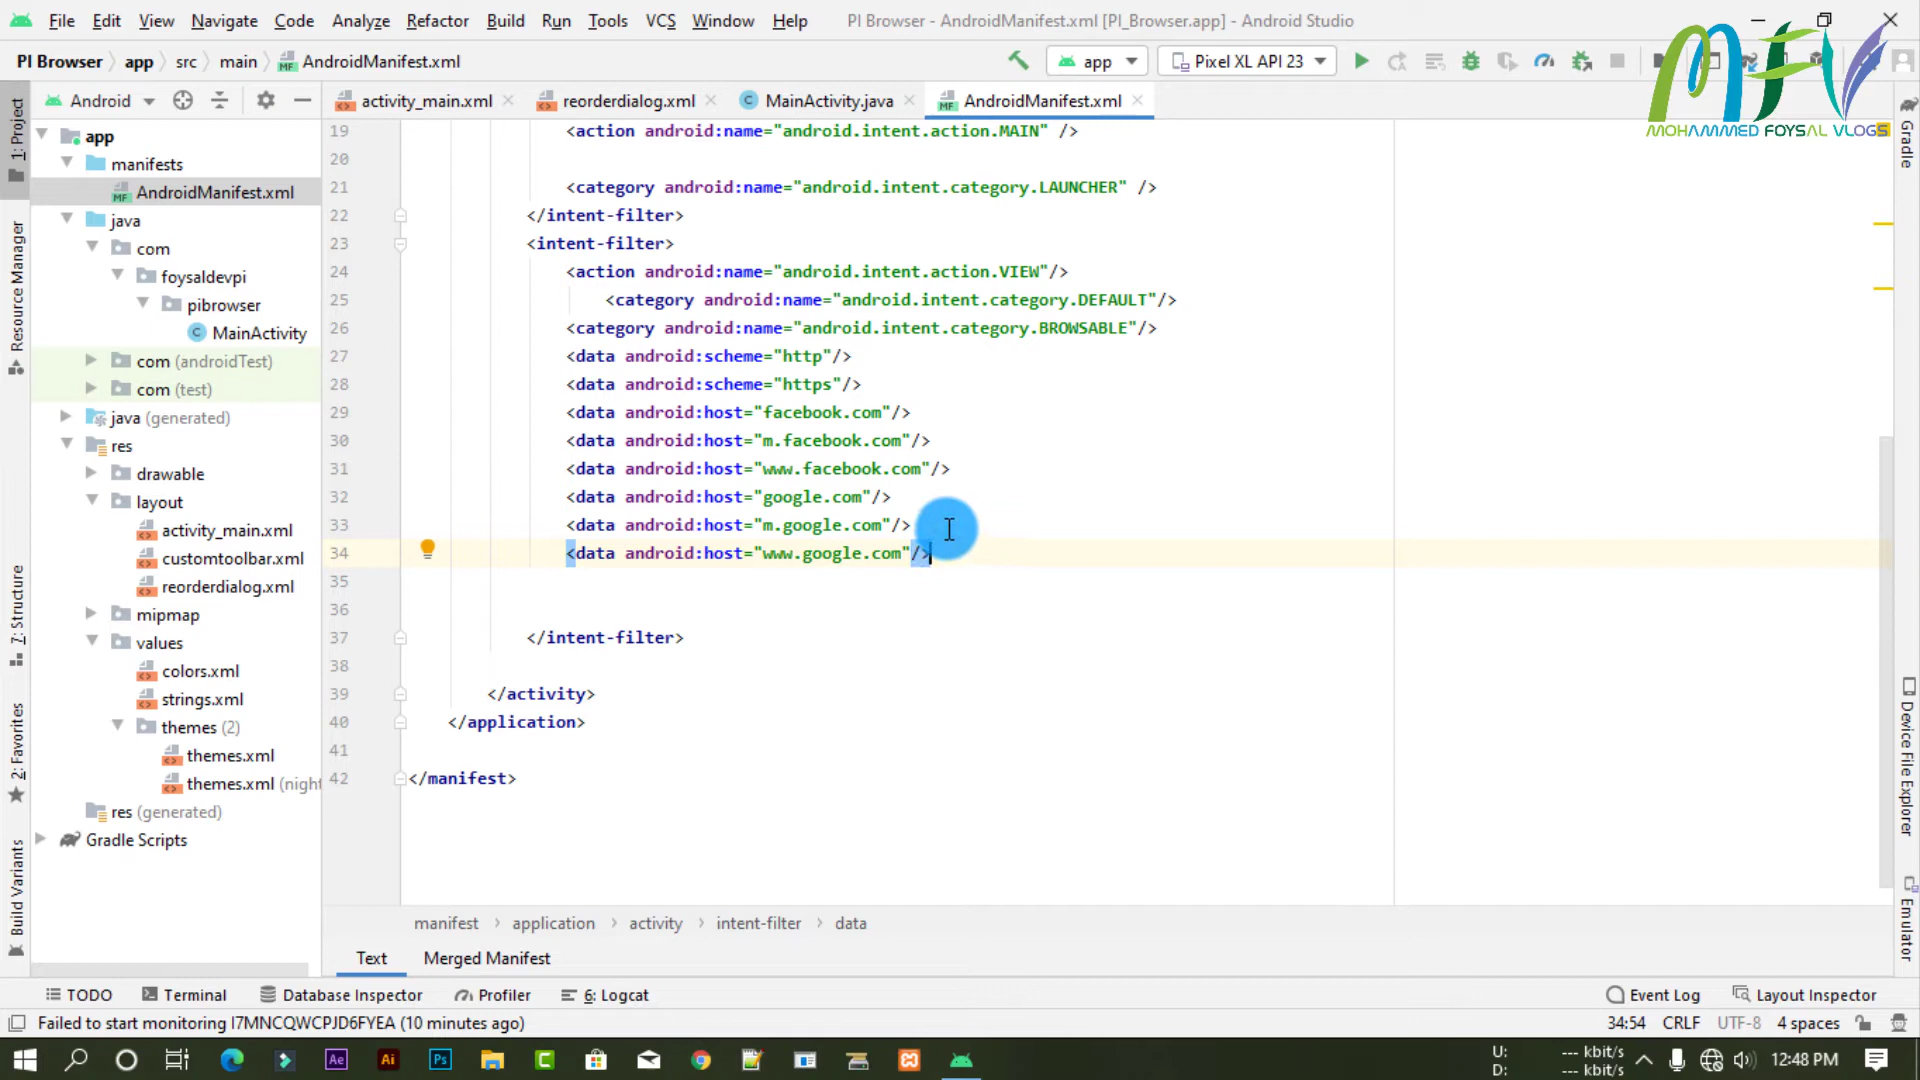 File Edit View Navigate Code Analyze Refactor Build Run Tools VCS Window Help PI Browser - AndroidManifest.xml [PI_Browser.app] - Android Studio
PI Browser app src main AndroidManifest.xml app Pixel XL API 23
MOHAMMED FOYSAL VLOGS
Android activity_main.xml reorderdialog.xml MainActivity.java AndroidManifest.xml
1: Project
Resource Manager
7: Structure
2: Favorites
Build Variants
app
manifests
AndroidManifest.xml
java
com
foysaldevpi
pibrowser
MainActivity
com (androidTest)
com (test)
java (generated)
res
drawable
layout
activity_main.xml
customtoolbar.xml
reorderdialog.xml
mipmap
values
colors.xml
strings.xml
themes (2)
themes.xml
themes.xml (night
res (generated)
Gradle Scripts
19 <action android:name="android.intent.action.MAIN" />
20
21 <category android:name="android.intent.category.LAUNCHER" />
22 </intent-filter>
23 <intent-filter>
24 <action android:name="android.intent.action.VIEW"/>
25 <category android:name="android.intent.category.DEFAULT"/>
26 <category android:name="android.intent.category.BROWSABLE"/>
27 <data android:scheme="http"/>
28 <data android:scheme="https"/>
29 <data android:host="facebook.com"/>
30 <data android:host="m.facebook.com"/>
31 <data android:host="www.facebook.com"/>
32 <data android:host="google.com"/>
33 <data android:host="m.google.com"/>
34 <data android:host="www.google.com"/>
35
36
37 </intent-filter>
38
39 </activity>
40 </application>
41
42 </manifest>
Gradle
Device File Explorer
Emulator
manifest application activity intent-filter data
Text Merged Manifest
TODO Terminal Database Inspector Profiler 6: Logcat Event Log Layout Inspector
Failed to start monitoring I7MNCQWCPJD6FYEA (10 minutes ago) 34:54 CRLF UTF-8 4 spaces
Ae Ai Ps
U: --- kbit/s
D: --- kbit/s
12:48 PM